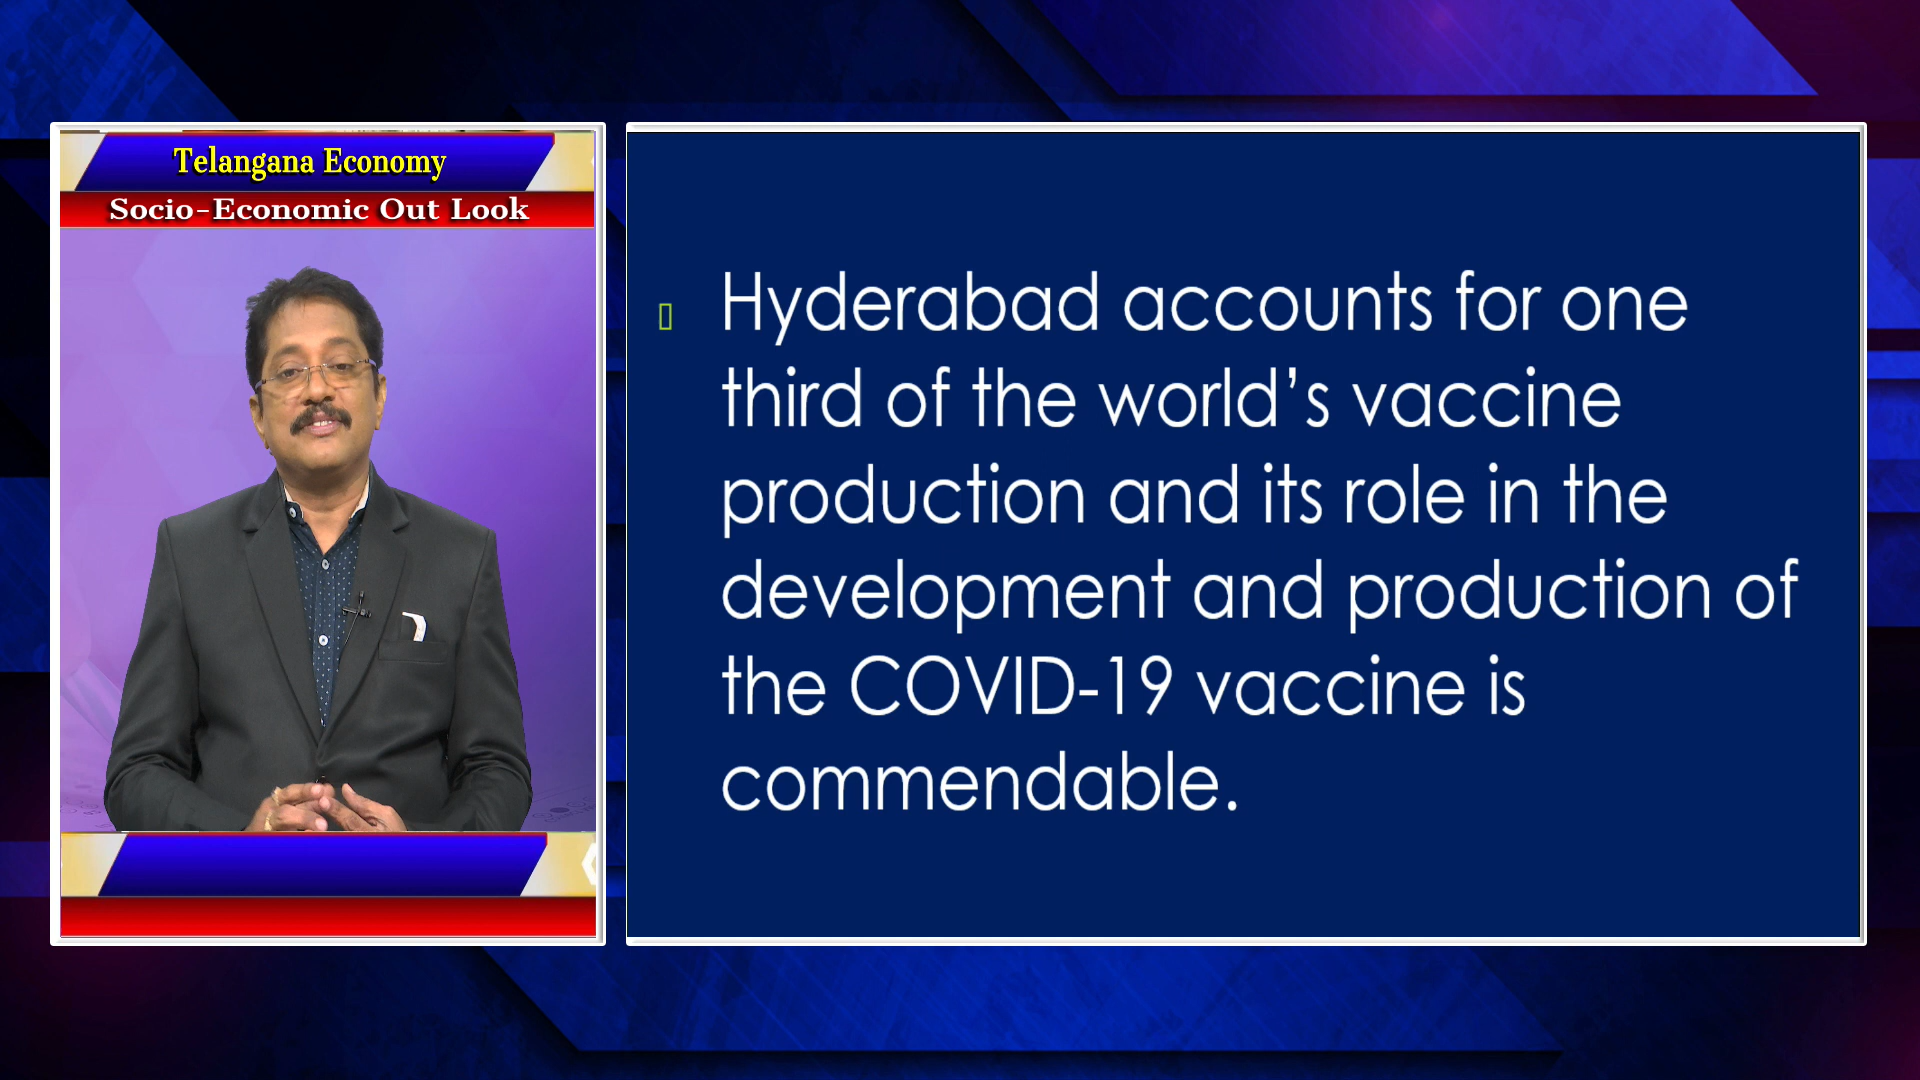 Telangana Economy
Socio-Economic Out Look
Hyderabad accounts for one
third of the world’s vaccine
production and its role in the
development and production of
the COVID-19 vaccine is
commendable.